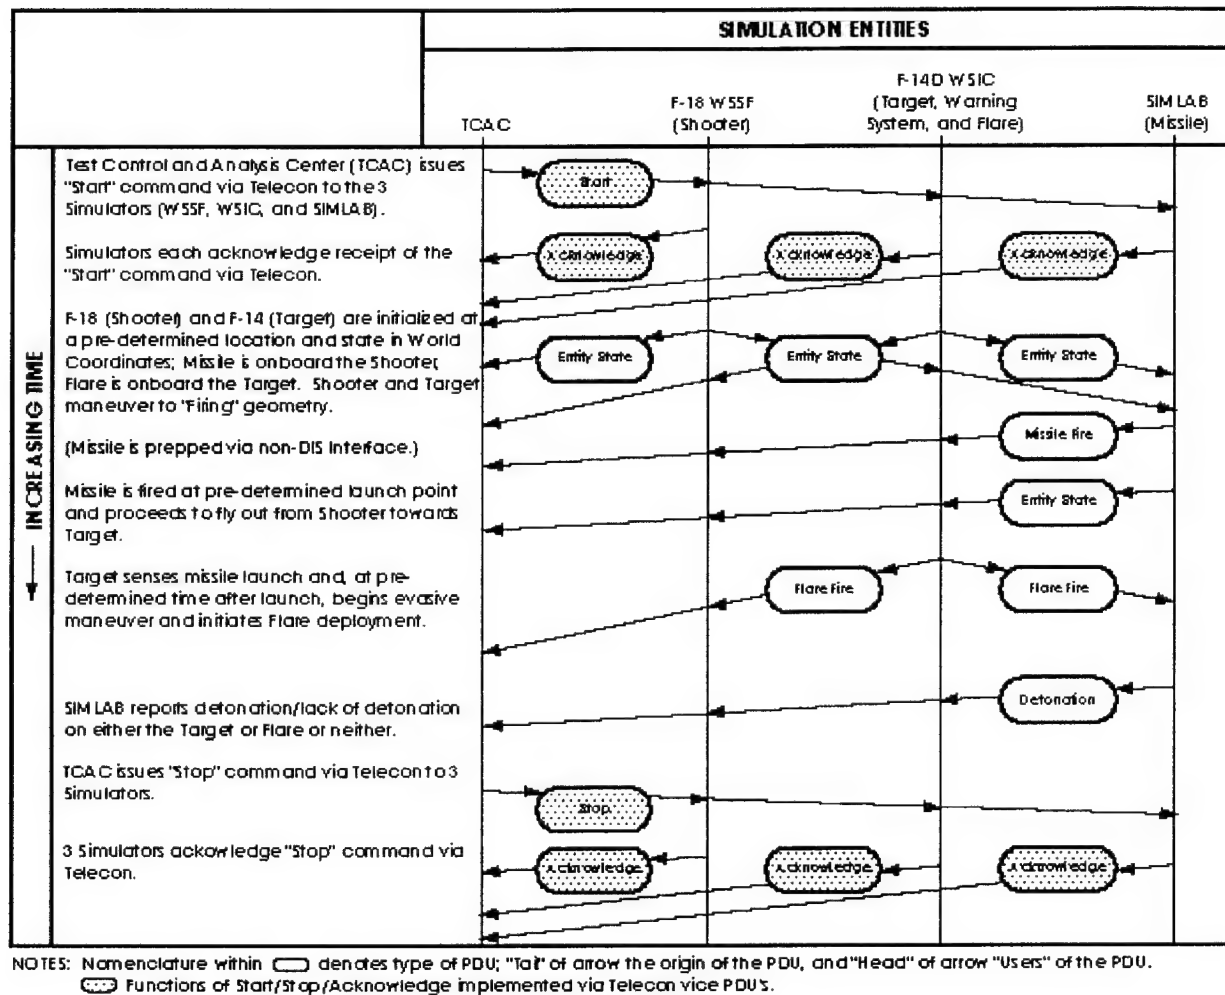 SIMULATION ENTITIES
F-14D WSIC
F-18 WSSF
(Target, Warning
SIMLAB
TCAC
(Shooter)
System, and Flare)
(Missile)
INCREASING TIME
Test Control and Analysis Center (TCAC) issues
"Start" command via Telecon to the 3
Simulators (WSSF, WSIC, and SIMLAB).
Start
Simulators each acknowledge receipt of the
"Start" command via Telecon.
Acknowledge
Acknowledge
Acknowledge
F-18 (Shooter) and F-14 (Target) are initialized at
a pre-determined location and state in World
Coordinates; Missile is onboard the Shooter,
Flare is onboard the Target. Shooter and Target
maneuver to "Firing" geometry.
Entity State
Entity State
Entity State
(Missile is prepped via non-DIS Interface.)
Missile Fire
Missile is fired at pre-determined launch point
and proceeds to fly out from Shooter towards
Target.
Entity State
Target senses missile launch and, at pre-
determined time after launch, begins evasive
maneuver and initiates Flare deployment.
Flare Fire
Flare Fire
SIMLAB reports detonation/lack of detonation
on either the Target or Flare or neither.
Detonation
TCAC issues "Stop" command via Telecon to 3
Simulators.
Stop
3 Simulators ackowledge "Stop" command via
Telecon.
Acknowledge
Acknowledge
Acknowledge
NOTES: Nomenclature within denotes type of PDU; "Tail" of arrow the origin of the PDU, and "Head" of arrow "Users" of the PDU.
Functions of Start/Stop/Acknowledge implemented via Telecon vice PDU's.